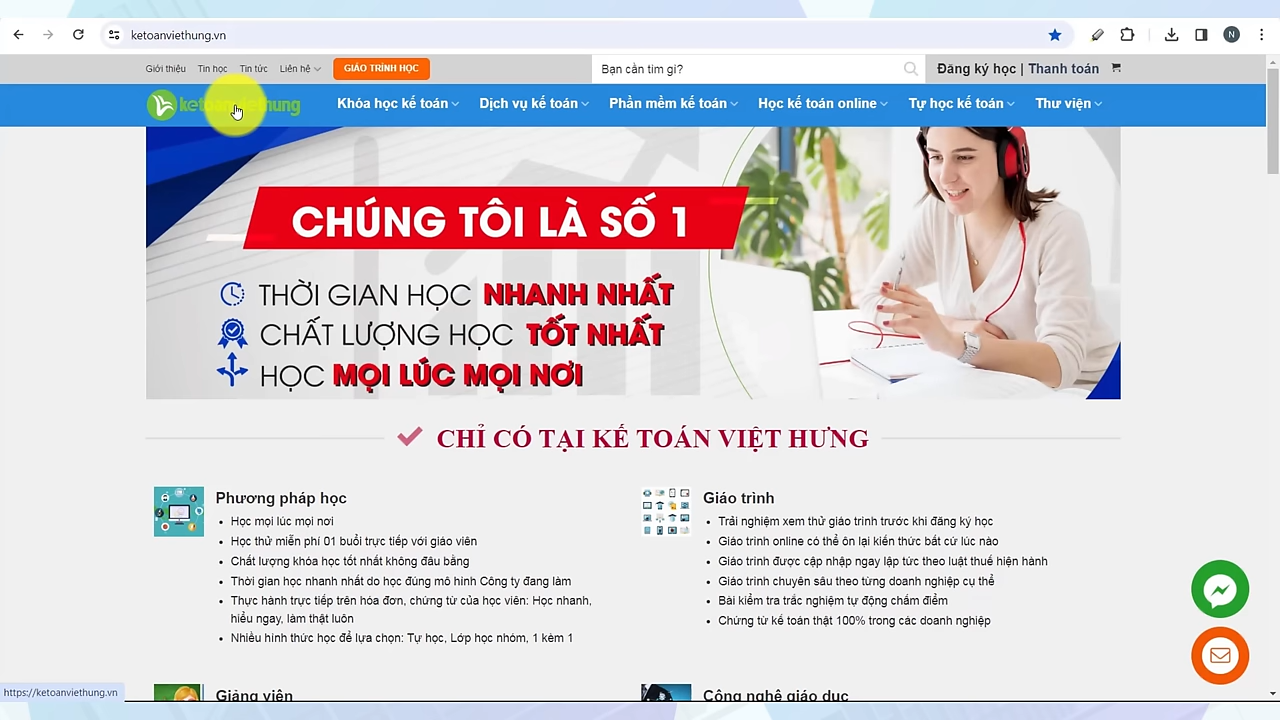 ketoanviethung.vn
N
Giới thiệu Tin học Tin tức Liên hệ GIÁO TRÌNH HỌC Bạn cần tìm gì? Đăng ký học | Thanh toán
ketoanviethung Khóa học kế toán Dịch vụ kế toán Phần mềm kế toán Học kế toán online Tự học kế toán Thư viện
CHÚNG TÔI LÀ SỐ 1
THỜI GIAN HỌC NHANH NHẤT
CHẤT LƯỢNG HỌC TỐT NHẤT
HỌC MỌI LÚC MỌI NƠI
CHỈ CÓ TẠI KẾ TOÁN VIỆT HƯNG
Phương pháp học
Học mọi lúc mọi nơi
Học thử miễn phí 01 buổi trực tiếp với giáo viên
Chất lượng khóa học tốt nhất không đâu bằng
Thời gian học nhanh nhất do học đúng mô hình Công ty đang làm
Thực hành trực tiếp trên hóa đơn, chứng từ của học viên: Học nhanh,
hiểu ngay, làm thật luôn
Nhiều hình thức học để lựa chọn: Tự học, Lớp học nhóm, 1 kèm 1
Giáo trình
Trải nghiệm xem thử giáo trình trước khi đăng ký học
Giáo trình online có thể ôn lại kiến thức bất cứ lúc nào
Giáo trình được cập nhập ngay lập tức theo luật thuế hiện hành
Giáo trình chuyên sâu theo từng doanh nghiệp cụ thể
Bài kiểm tra trắc nghiệm tự động chấm điểm
Chứng từ kế toán thật 100% trong các doanh nghiệp
Giảng viên
Công nghệ giáo dục
https://ketoanviethung.vn